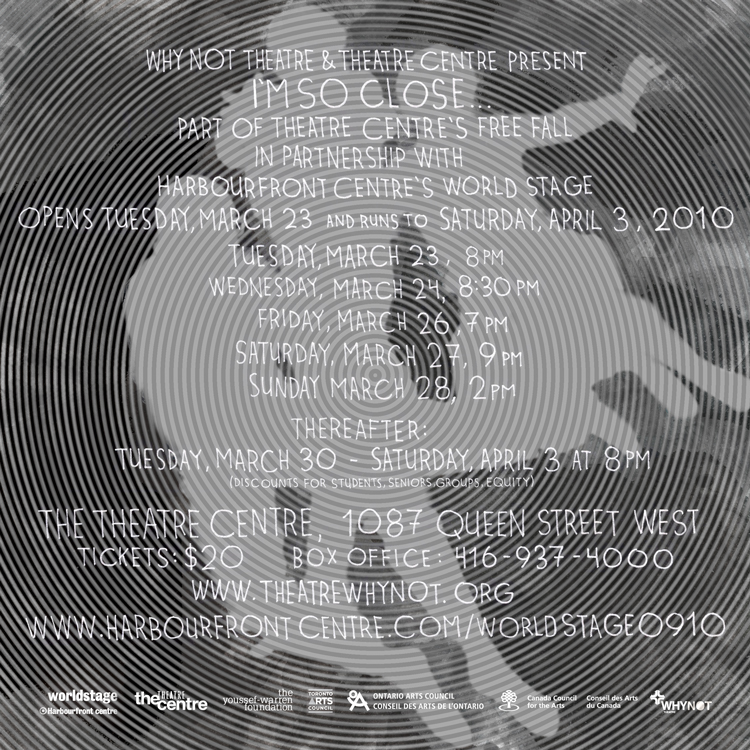 WHY NOT THEATRE & THEATRE CENTRE PRESENT
I'M SO CLOSE...
PART OF THEATRE CENTRE'S FREE FALL
IN PARTNERSHIP WITH
HARBOURFRONT CENTRE'S WORLD STAGE
OPENS TUESDAY, MARCH 23 AND RUNS TO SATURDAY, APRIL 3, 2010
TUESDAY, MARCH 23, 8PM
WEDNESDAY, MARCH 24, 8:30PM
FRIDAY, MARCH 26, 7PM
SATURDAY, MARCH 27, 9PM
SUNDAY MARCH 28, 2PM
THEREAFTER:
TUESDAY, MARCH 30 - SATURDAY, APRIL 3 AT 8PM
(DISCOUNTS FOR STUDENTS, SENIORS, GROUPS, EQUITY)
THE THEATRE CENTRE, 1087 QUEEN STREET WEST
TICKETS: $20 BOX OFFICE: 416-937-4000
WWW.THEATREWHYNOT.ORG
WWW.HARBOURFRONTCENTRE.COM/WORLDSTAGE0910
worldstage
Harbourfront centre
the THEATRE centre
the
youssef-warren
foundation
TORONTO
ARTS
COUNCIL
ONTARIO ARTS COUNCIL
CONSEIL DES ARTS DE L'ONTARIO
Canada Council
for the Arts
Conseil des Arts
du Canada
WHYNOT